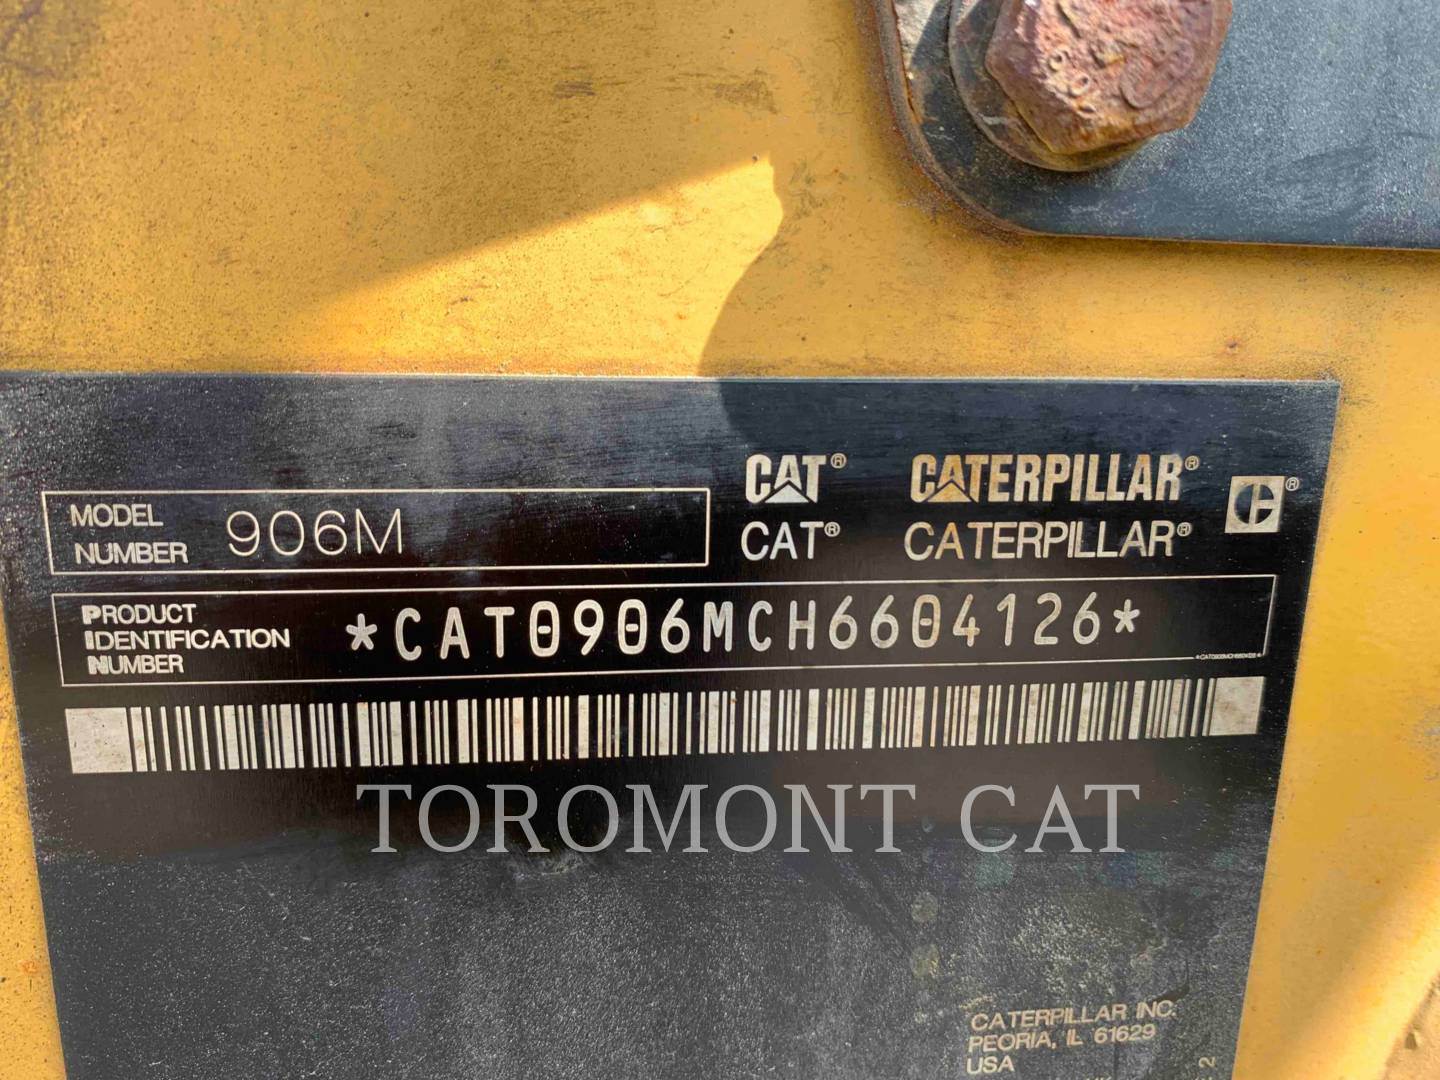 CAT® CATERPILLAR®
CAT® CATERPILLAR®
MODEL
NUMBER 906M
PRODUCT
IDENTIFICATION
NUMBER
*CAT0906MCH6604126*
*CAT0906MCH6604126*
TOROMONT CAT
CATERPILLAR INC.
PEORIA, IL 61629
USA